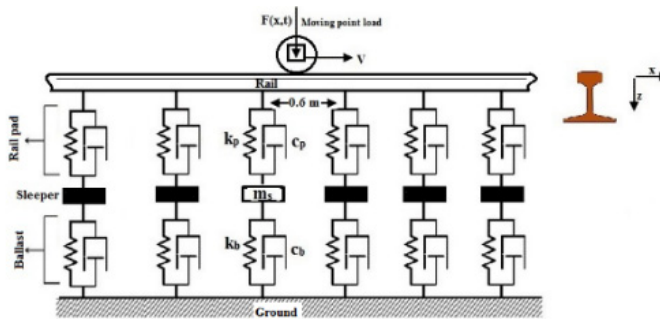 F(x,t) Moving point load
V
Rail
x
z
0.6 m
Rail pad
kp
cp
Sleeper
ms
Ballast
kb
cb
Ground